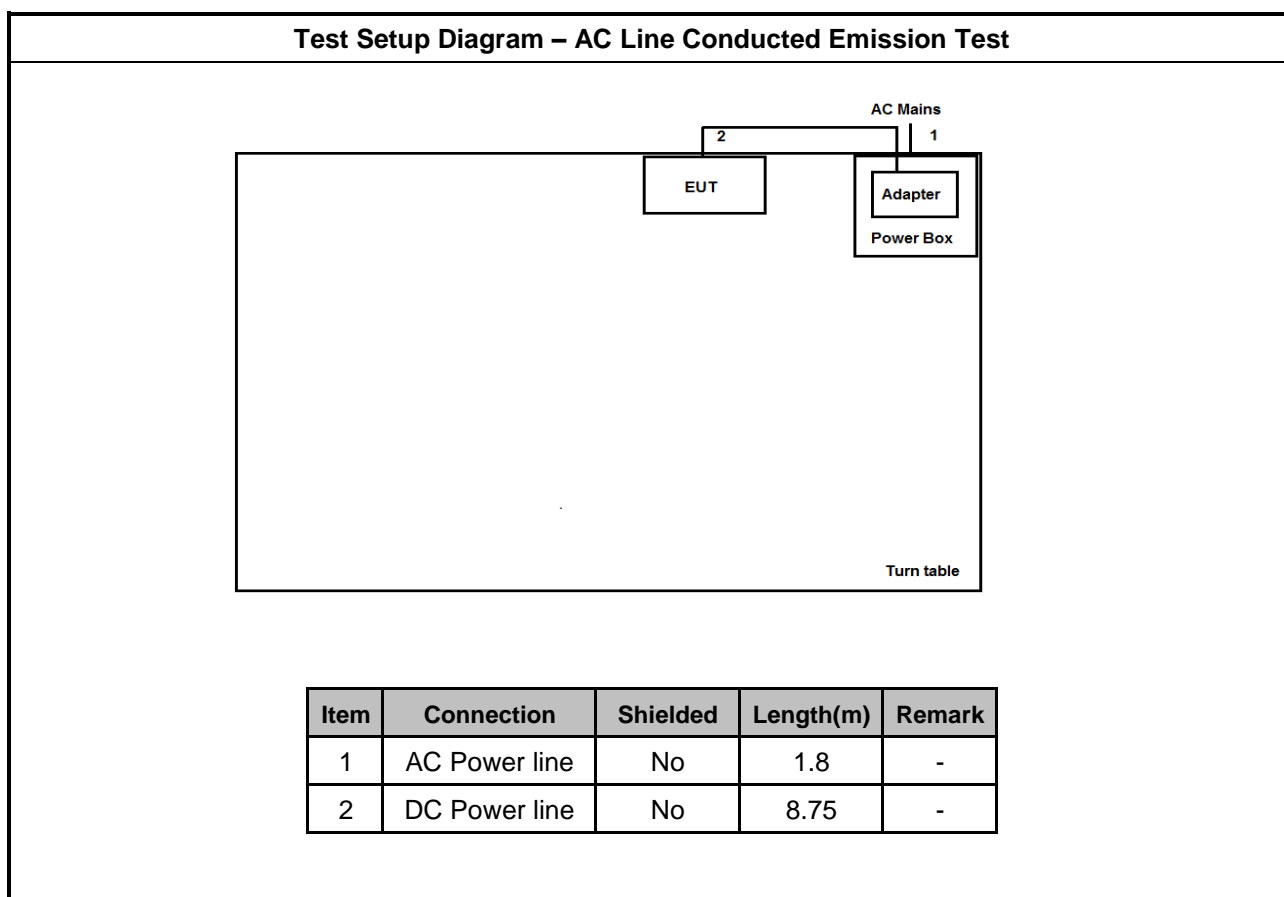 Test Setup Diagram – AC Line Conducted Emission Test
AC Mains
2
1
EUT
Adapter
Power Box
Turn table
Item Connection Shielded Length(m) Remark
1 AC Power line No 1.8 -
2 DC Power line No 8.75 -